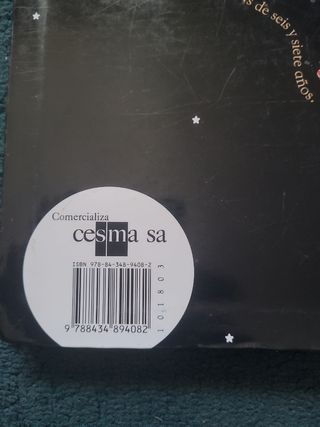 de seis y siete años.
Comercializa
cesma sa
ISBN 978-84-348-9408-2
9 788434 894082
101803